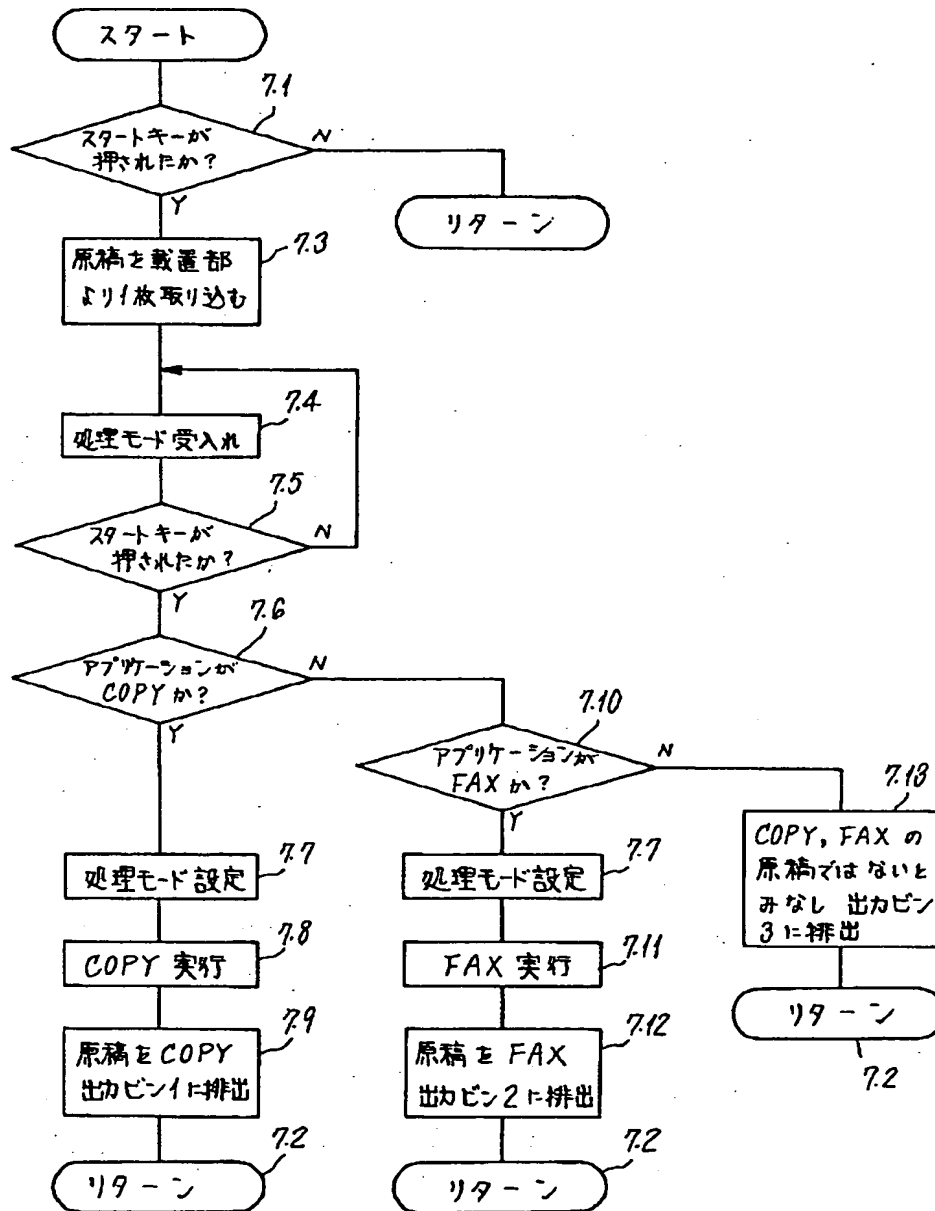 スタート
7.1
スタートキーが
押されたか?
N
Y
リターン
7.3
原稿を載置部
より1枚取り込む
7.4
処理モード受入れ
7.5
スタートキーが
押されたか?
N
Y
7.6
アプリケーションが
COPYか?
N
Y
7.10
アプリケーションが
FAXか?
N
Y
7.13
COPY, FAXの
原稿ではないと
みなし 出力ビン
3に排出
7.7
処理モード設定
7.7
処理モード設定
7.8
COPY 実行
7.11
FAX 実行
リターン
7.2
7.9
原稿をCOPY
出力ビン1に排出
7.12
原稿をFAX
出力ビン2に排出
7.2
リターン
7.2
リターン